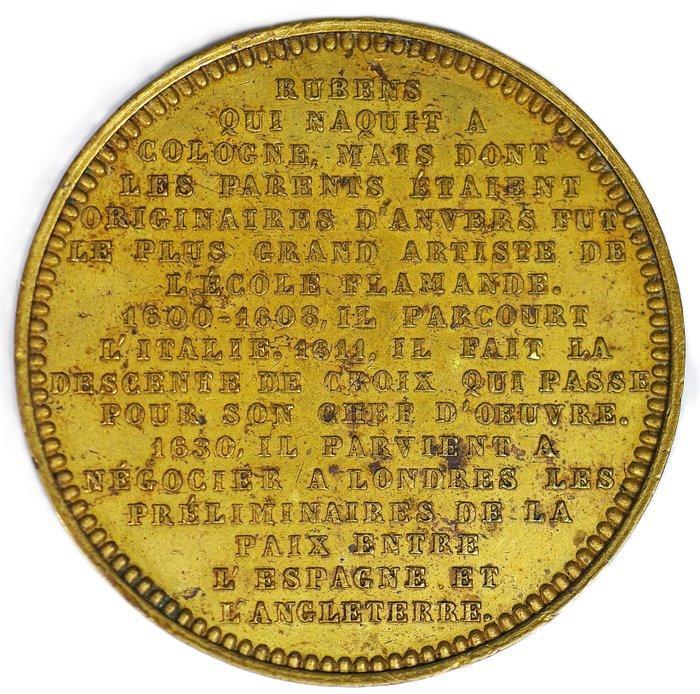 RUBENS
QUI NAQUIT A
COLOGNE, MAIS DONT
LES PARENTS ÉTAIENT
ORIGINAIRES D'ANVERS FUT
LE PLUS GRAND ARTISTE DE
L'ÉCOLE FLAMANDE.
1600-1608, IL PARCOURT
L'ITALIE. 1611, IL FAIT LA
DESCENTE DE CROIX QUI PASSE
POUR SON CHEF D'OEUVRE.
1630, IL PARVIENT A
NÉGOCIER A LONDRES LES
PRÉLIMINAIRES DE LA
PAIX ENTRE
L'ESPAGNE ET
L'ANGLETERRE.